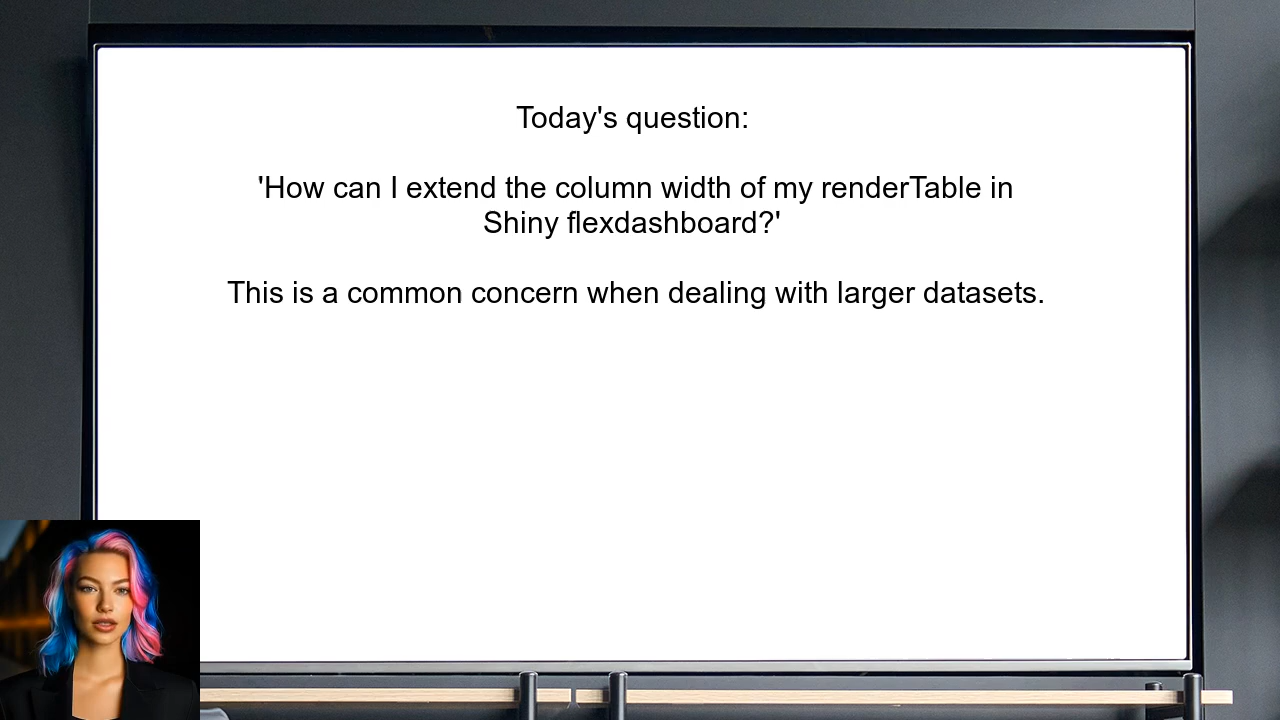 Today's question:
'How can I extend the column width of my renderTable in
Shiny flexdashboard?'
This is a common concern when dealing with larger datasets.